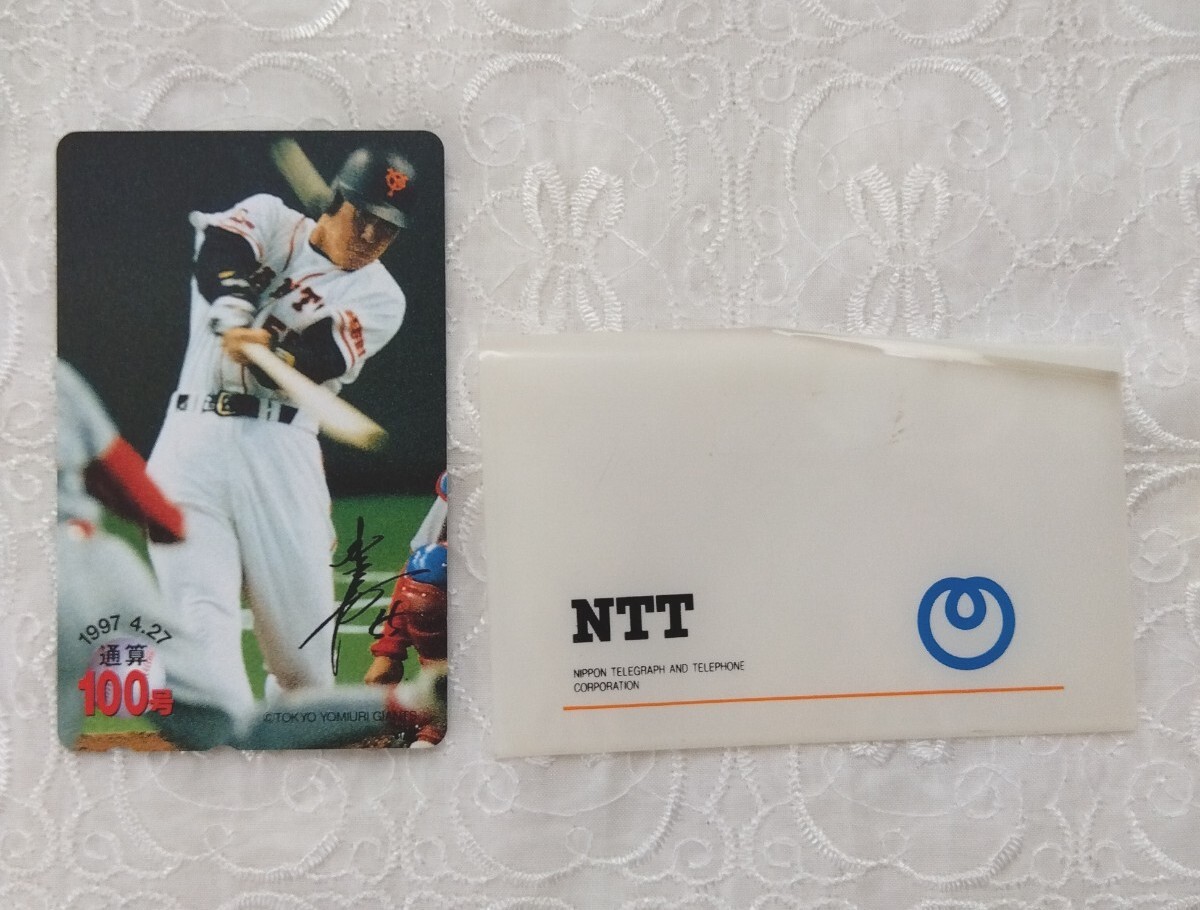 1997 4.27
通算
100号
©TOKYO YOMIURI GIANTS
NTT
NIPPON TELEGRAPH AND TELEPHONE
CORPORATION